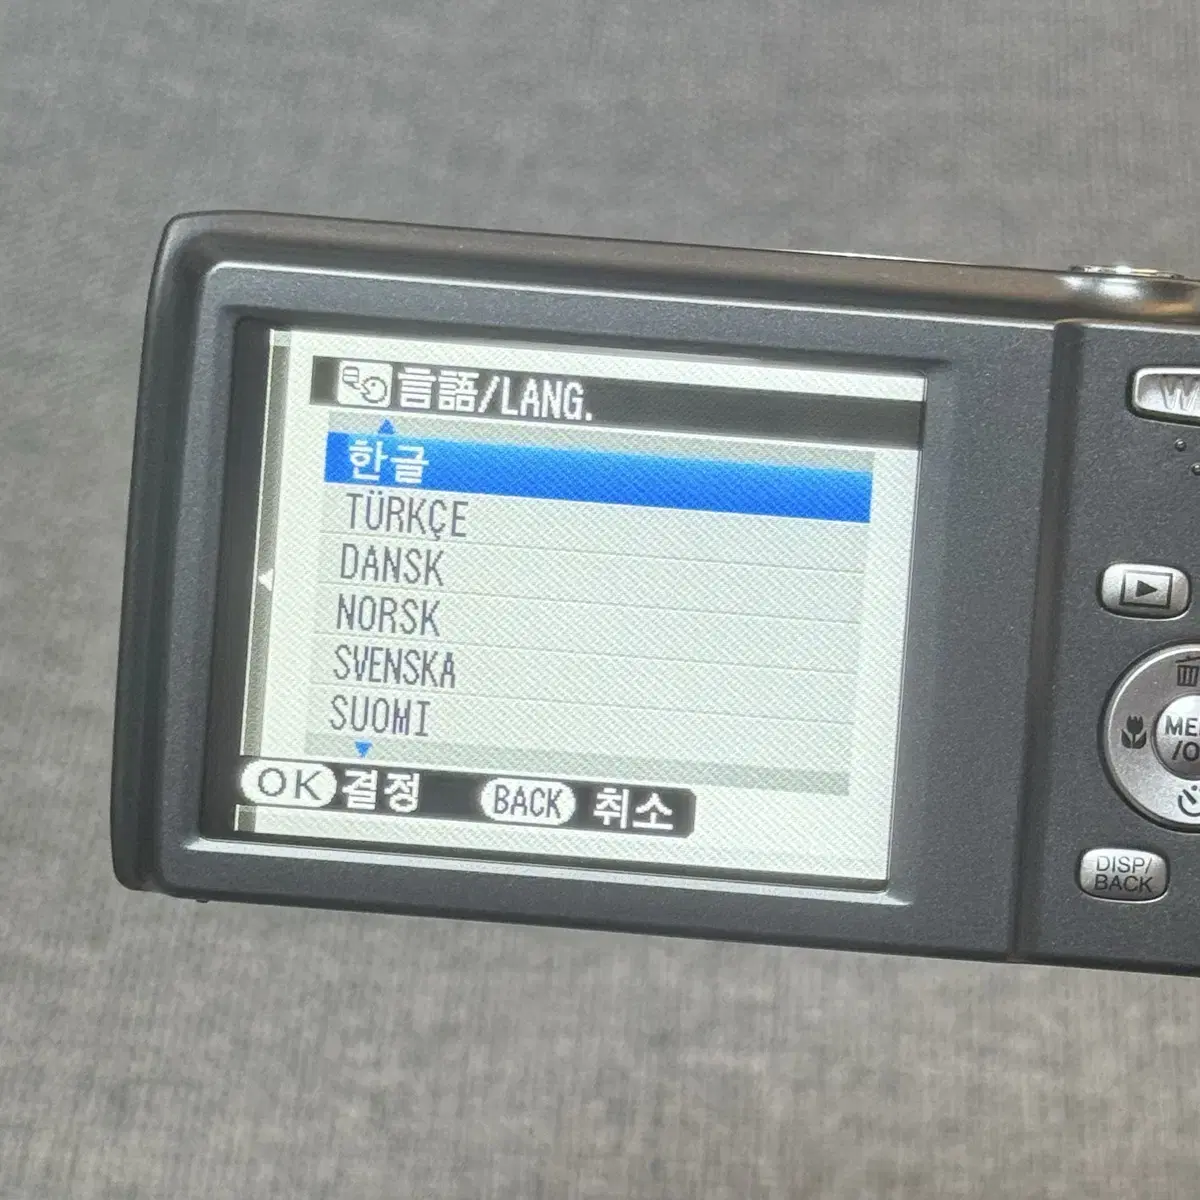 言語/LANG.
한글
TÜRKÇE
DANSK
NORSK
SVENSKA
SUOMI
OK 결정 BACK 취소
W
DISP/
BACK